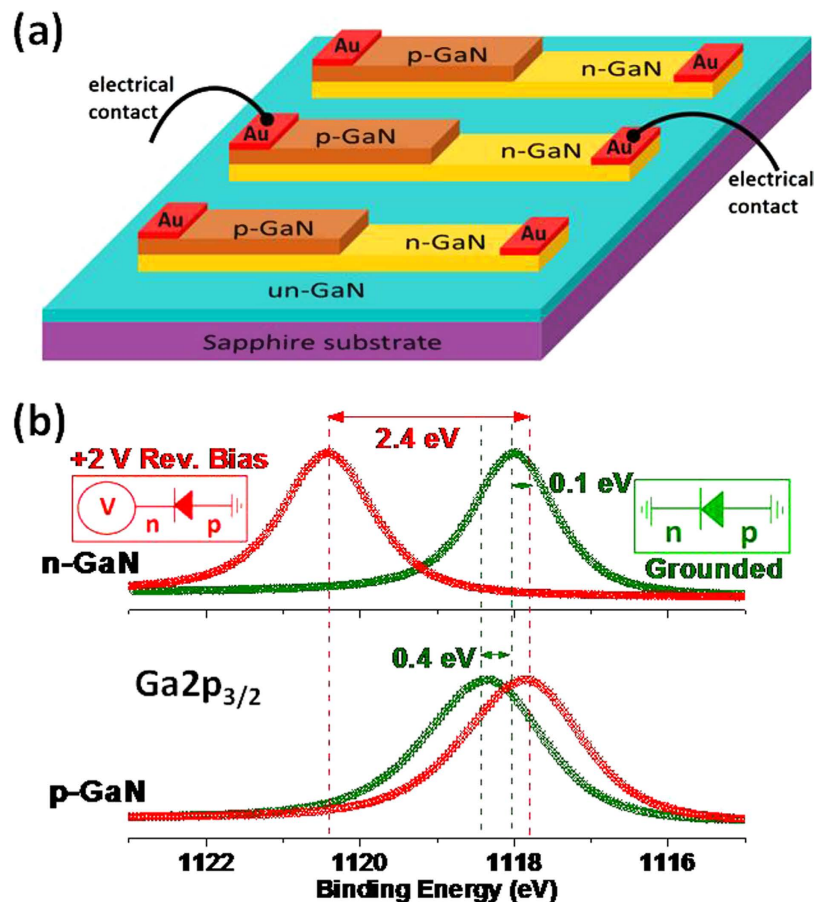 (a)
Au
p-GaN
n-GaN
Au
electrical
contact
Au
p-GaN
n-GaN
Au
electrical
contact
Au
p-GaN
n-GaN
Au
un-GaN
Sapphire substrate
(b)
2.4 eV
+2 V Rev. Bias
0.1 eV
V
n
p
n
p
n-GaN
Grounded
0.4 eV
Ga2p3/2
p-GaN
1122
1120
1118
1116
Binding Energy (eV)